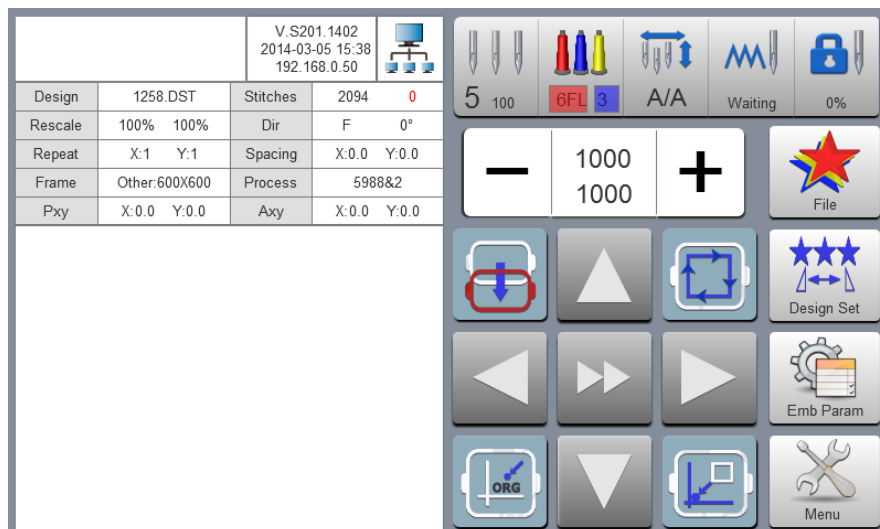 V.S201.1402
2014-03-05 15:38
192.168.0.50
Design 1258.DST Stitches 2094 0
Rescale 100% 100% Dir F 0°
Repeat X:1 Y:1 Spacing X:0.0 Y:0.0
Frame Other:600X600 Process 5988&2
Pxy X:0.0 Y:0.0 Axy X:0.0 Y:0.0
5 100 6FL 3 A/A Waiting 0%
1000
1000
File
Design Set
Emb Param
ORG
Menu